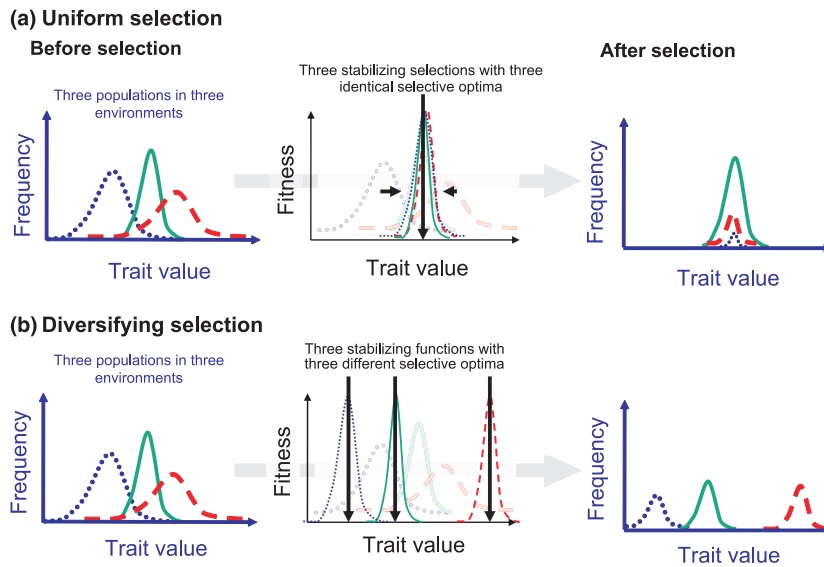 (a) Uniform selection
Before selection
After selection
Three populations in three
environments
Three stabilizing selections with three
identical selective optima
Frequency
Trait value
Fitness
Trait value
Frequency
Trait value
(b) Diversifying selection
Three populations in three
environments
Three stabilizing functions with
three different selective optima
Frequency
Trait value
Fitness
Trait value
Frequency
Trait value